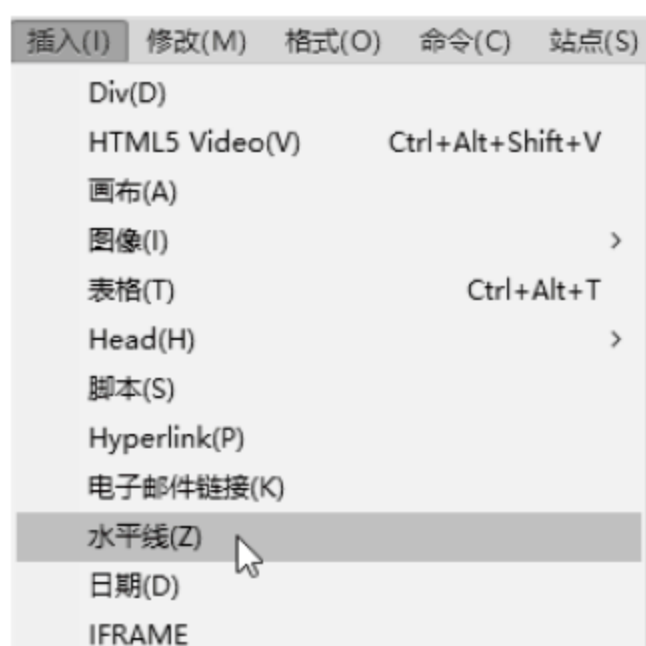 插入(I) 修改(M) 格式(O) 命令(C) 站点(S)
Div(D)
HTML5 Video(V) Ctrl+Alt+Shift+V
画布(A)
图像(I) >
表格(T) Ctrl+Alt+T
Head(H) >
脚本(S)
Hyperlink(P)
电子邮件链接(K)
水平线(Z)
日期(D)
IFRAME